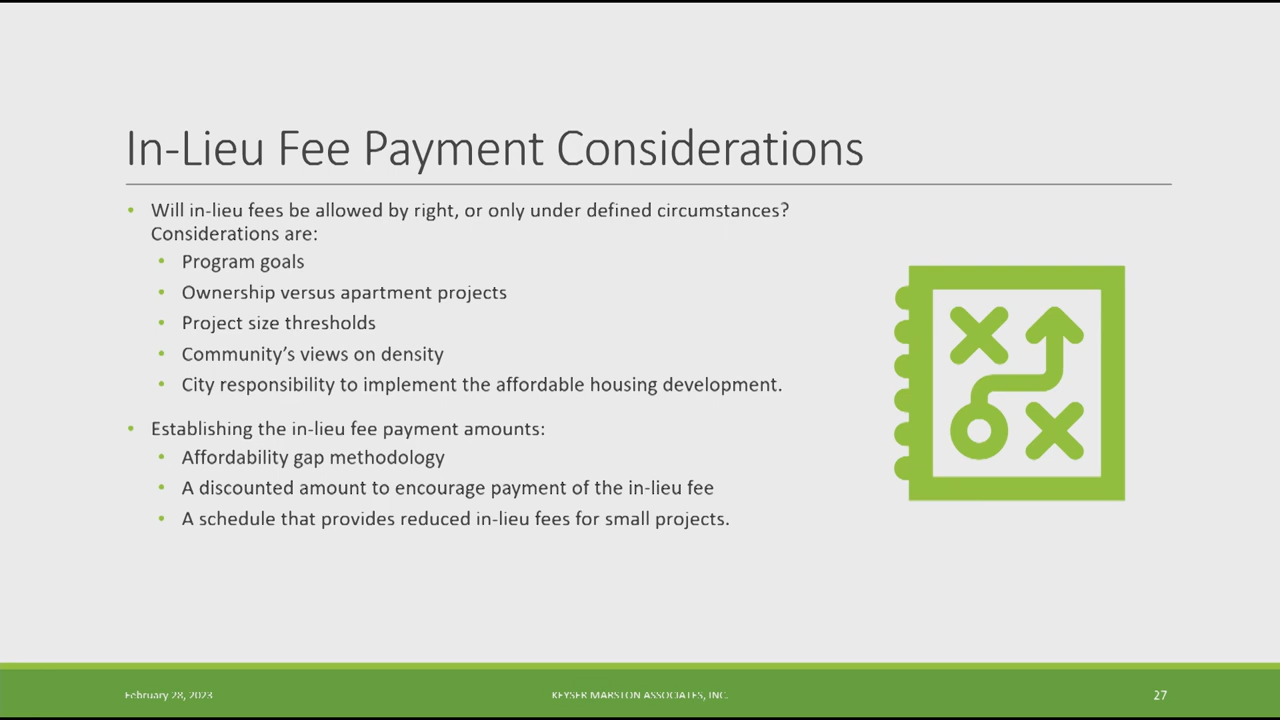 In-Lieu Fee Payment Considerations
• Will in-lieu fees be allowed by right, or only under defined circumstances?
Considerations are:
• Program goals
• Ownership versus apartment projects
• Project size thresholds
• Community’s views on density
• City responsibility to implement the affordable housing development.
• Establishing the in-lieu fee payment amounts:
• Affordability gap methodology
• A discounted amount to encourage payment of the in-lieu fee
• A schedule that provides reduced in-lieu fees for small projects.
February 28, 2023
KEYSER MARSTON ASSOCIATES, INC.
27